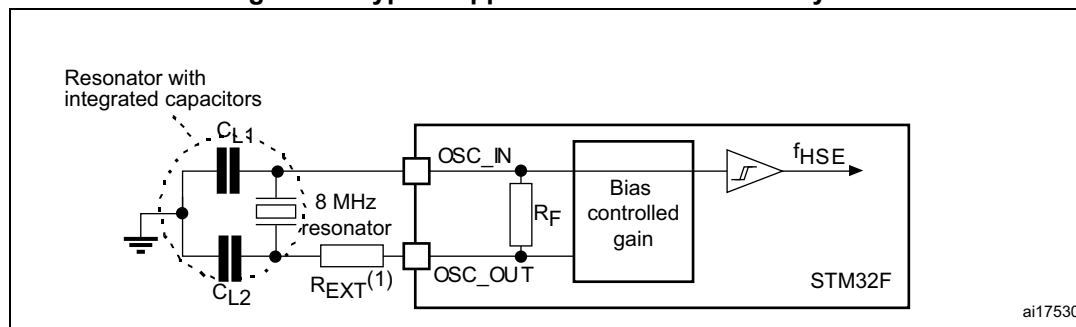 Resonator with
integrated capacitors
CL1
OSC_IN
fHSE
8 MHz
resonator
RF
Bias
controlled
gain
REXT(1)
OSC_OUT
STM32F
CL2
ai17530